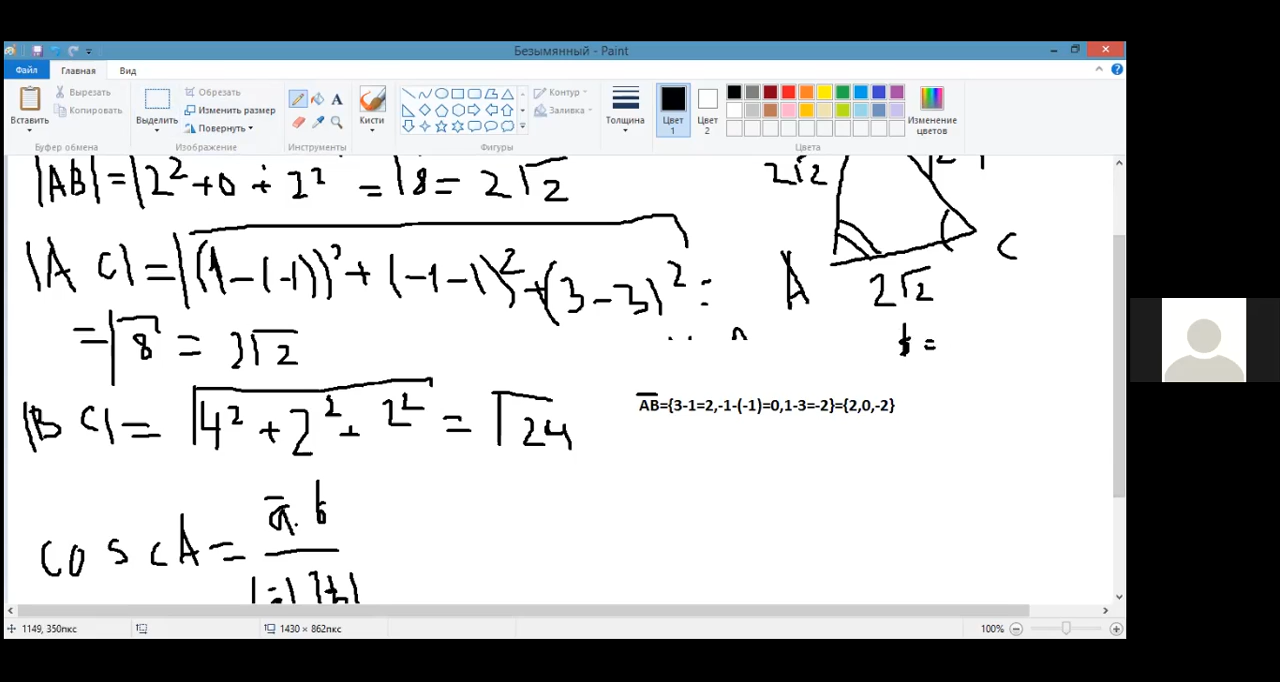 Безымянный - Paint
Файл Главная Вид
Вставить
Вырезать
Копировать
Буфер обмена
Выделить
Обрезать
Изменить размер
Повернуть
Изображение
A
Инструменты
Кисти
Контур
Заливка
Фигуры
Толщина
Цвет 1
Цвет 2
Изменение цветов
Цвета
|AB|=√2²+0+2² = √8 = 2√2
|AC|=√(1-(-1))²+(-1-1)²+(3-3)² =
=√8 = 2√2
|BC|=√4²+2²+2² = √24
cos<A=
a·b
2√2
C
A
2√2
AB={3-1=2,-1-(-1)=0,1-3=-2}={2,0,-2}
1149, 350пкс
1430 × 862пкс
100%